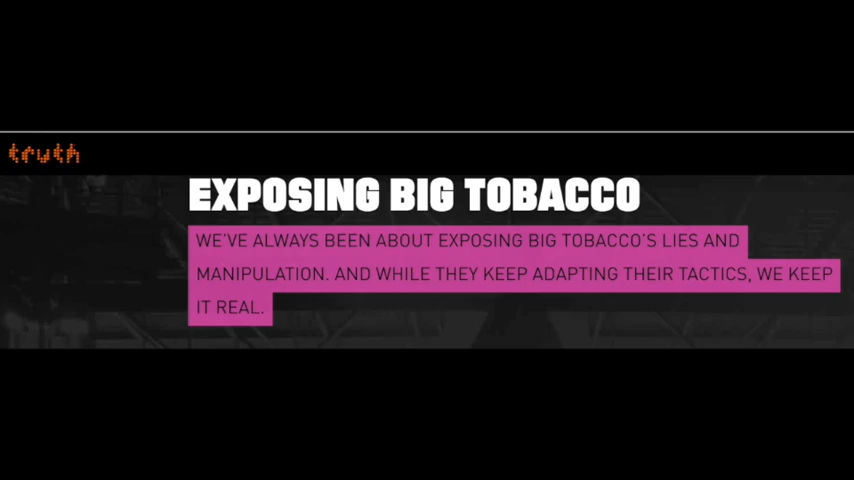 truth
EXPOSING BIG TOBACCO
WE'VE ALWAYS BEEN ABOUT EXPOSING BIG TOBACCO'S LIES AND
MANIPULATION. AND WHILE THEY KEEP ADAPTING THEIR TACTICS, WE KEEP
IT REAL.